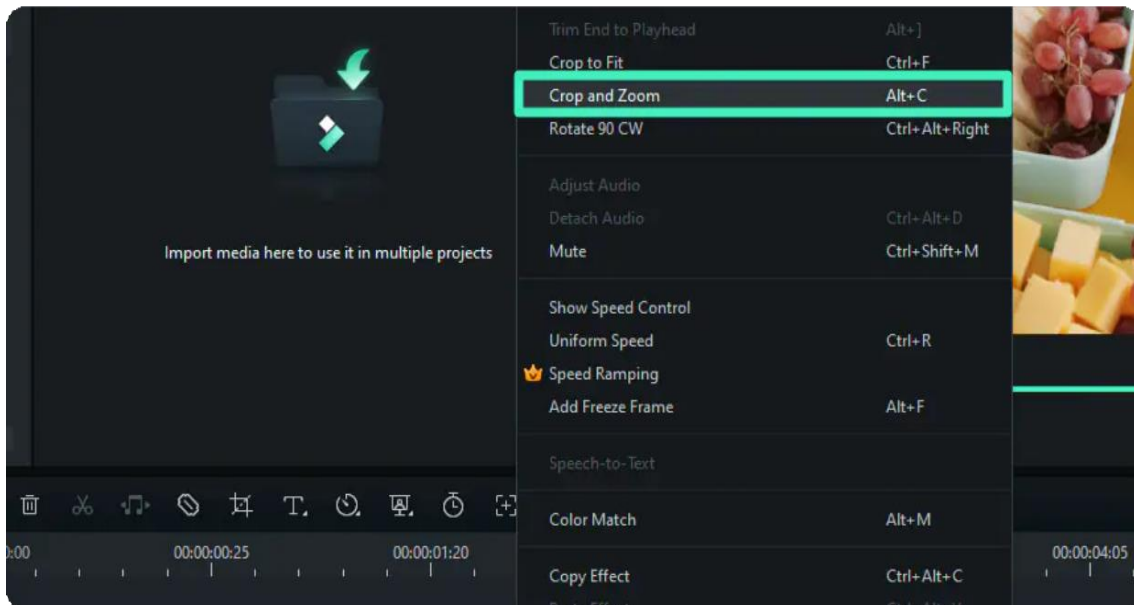 Trim End to Playhead Alt+]
Crop to Fit Ctrl+F
Crop and Zoom Alt+C
Rotate 90 CW Ctrl+Alt+Right
Adjust Audio
Detach Audio Ctrl+Alt+D
Import media here to use it in multiple projects
Mute Ctrl+Shift+M
Show Speed Control
Uniform Speed Ctrl+R
Speed Ramping
Add Freeze Frame Alt+F
Speech-to-Text
Color Match Alt+M
0:00 00:00:00:25 00:00:01:20 00:00:04:05
Copy Effect Ctrl+Alt+C